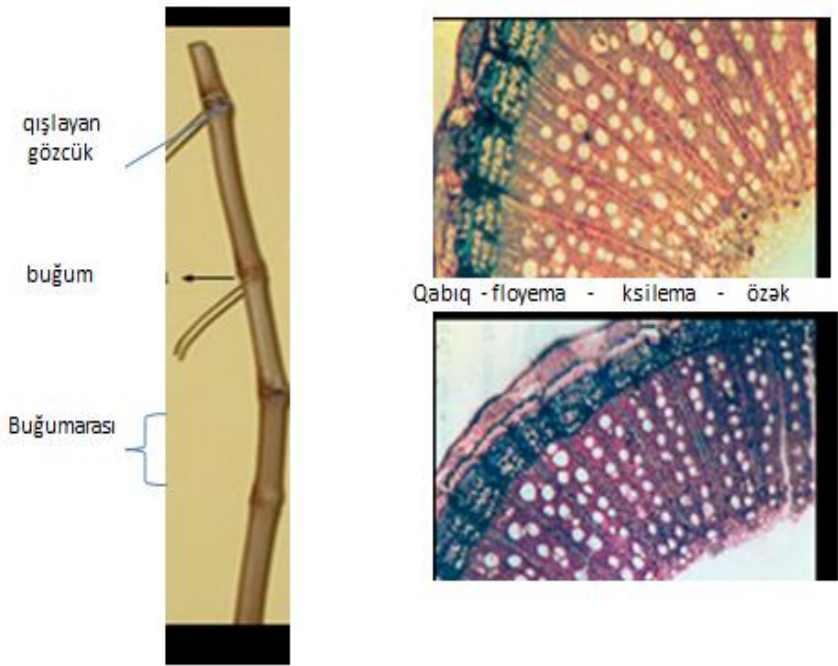 qışlayan
gözcük
buğum
Buğumarası
Qabıq - floyema - ksilema - özək